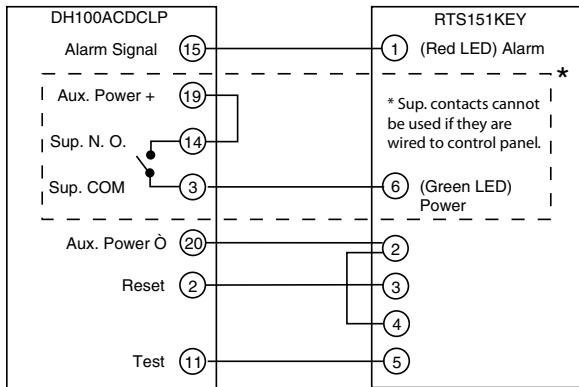 DH100ACDCLP
RTS151KEY
Alarm Signal 15 1 (Red LED) Alarm
*
Aux. Power + 19
* Sup. contacts cannot
be used if they are
wired to control panel.
Sup. N. O. 14
Sup. COM 3 6 (Green LED)
Power
Aux. Power Ò 20 2
Reset 2 3
4
Test 11 5